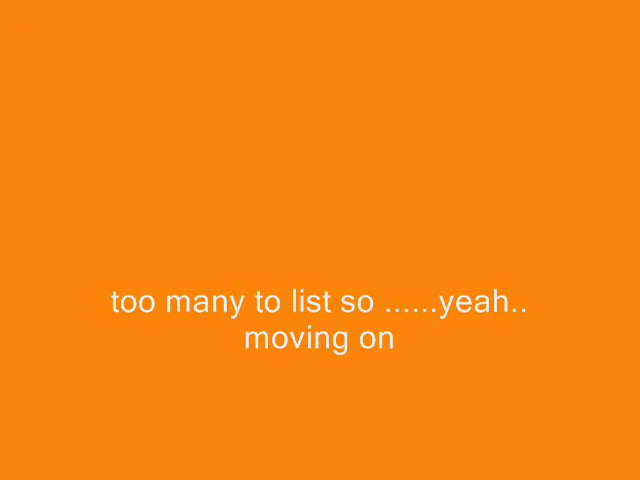 too many to list so ......yeah..
moving on